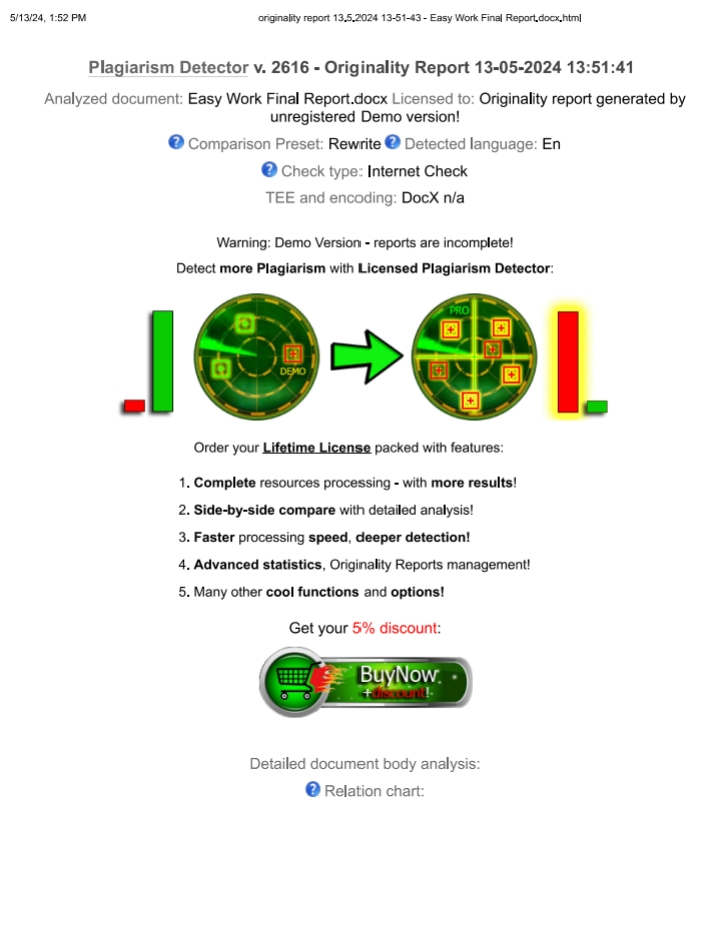 5/13/24, 1:52 PM originality report 13.5.2024 13-51-43 - Easy Work Final Report.docx.html
Plagiarism Detector v. 2616 - Originality Report 13-05-2024 13:51:41
Analyzed document: Easy Work Final Report.docx Licensed to: Originality report generated by
unregistered Demo version!
? Comparison Preset: Rewrite ? Detected language: En
? Check type: Internet Check
TEE and encoding: DocX n/a
Warning: Demo Version - reports are incomplete!
Detect more Plagiarism with Licensed Plagiarism Detector:
PRO
DEMO
Order your Lifetime License packed with features:
1. Complete resources processing - with more results!
2. Side-by-side compare with detailed analysis!
3. Faster processing speed, deeper detection!
4. Advanced statistics, Originality Reports management!
5. Many other cool functions and options!
Get your 5% discount:
BuyNow
+discount!
Detailed document body analysis:
? Relation chart: